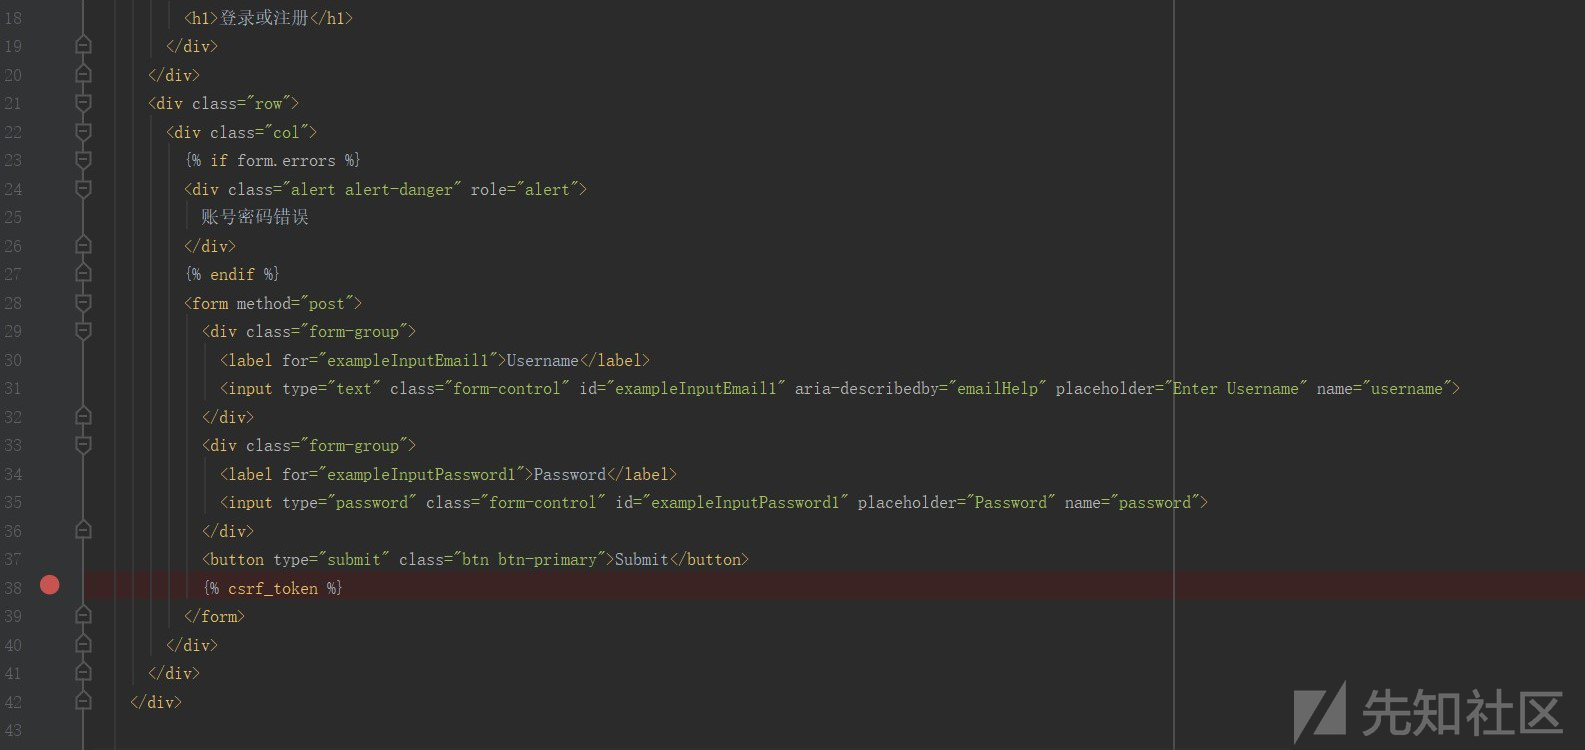 18 <h1>登录或注册</h1>
19 </div>
20 </div>
21 <div class="row">
22 <div class="col">
23 {% if form.errors %}
24 <div class="alert alert-danger" role="alert">
25 账号密码错误
26 </div>
27 {% endif %}
28 <form method="post">
29 <div class="form-group">
30 <label for="exampleInputEmail1">Username</label>
31 <input type="text" class="form-control" id="exampleInputEmail1" aria-describedby="emailHelp" placeholder="Enter Username" name="username">
32 </div>
33 <div class="form-group">
34 <label for="exampleInputPassword1">Password</label>
35 <input type="password" class="form-control" id="exampleInputPassword1" placeholder="Password" name="password">
36 </div>
37 <button type="submit" class="btn btn-primary">Submit</button>
38 {% csrf_token %}
39 </form>
40 </div>
41 </div>
42 </div>
43
先知社区